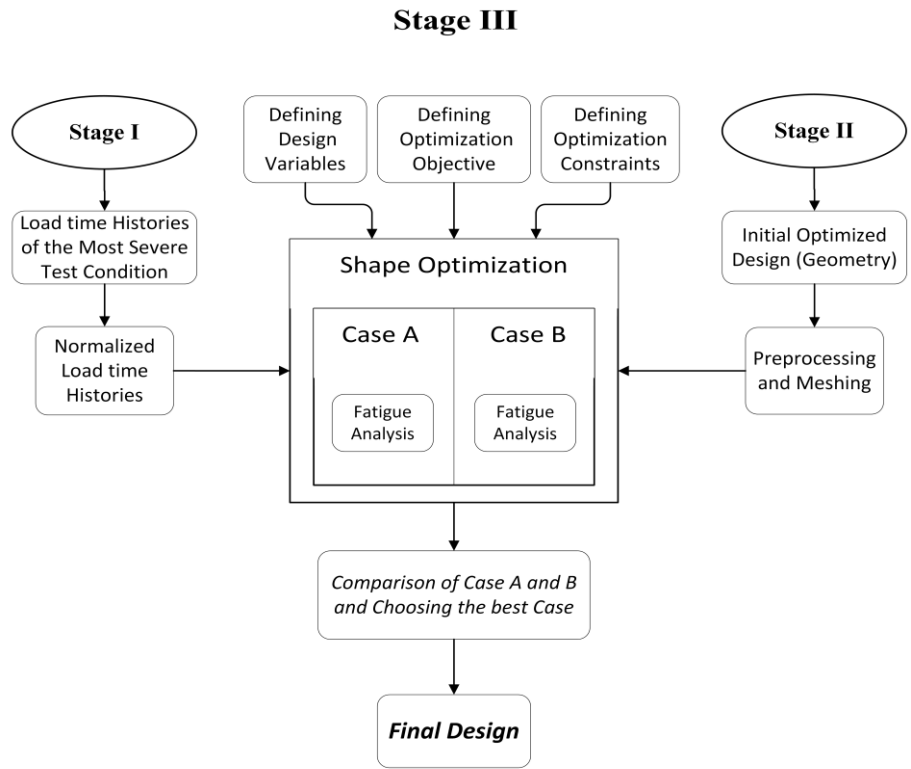 Stage III
Stage I
Load time Histories
of the Most Severe
Test Condition
Normalized
Load time
Histories
Defining
Design
Variables
Defining
Optimization
Objective
Defining
Optimization
Constraints
Stage II
Initial Optimized
Design (Geometry)
Preprocessing
and Meshing
Shape Optimization
Case A
Fatigue
Analysis
Case B
Fatigue
Analysis
Comparison of Case A and B
and Choosing the best Case
Final Design